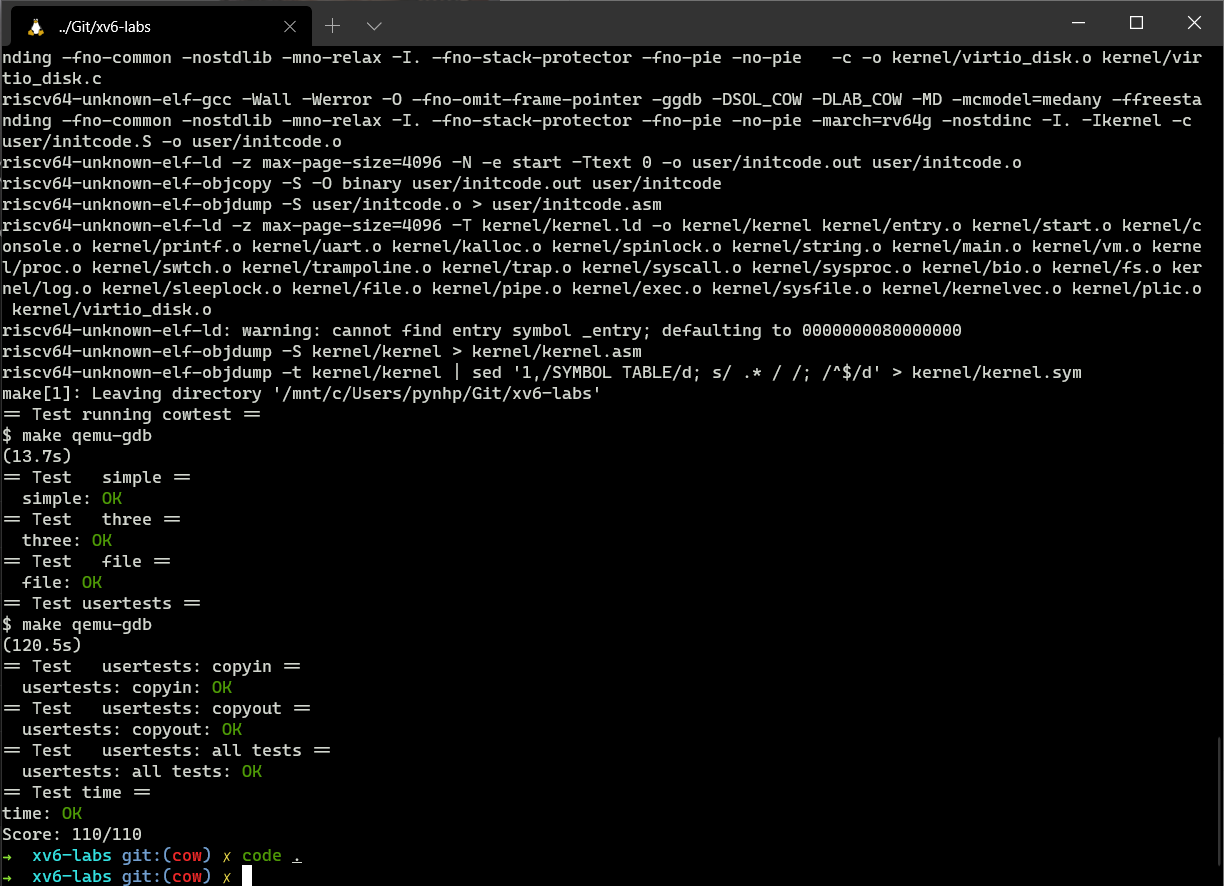 ../Git/xv6-labs
nding -fno-common -nostdlib -mno-relax -I. -fno-stack-protector -fno-pie -no-pie   -c -o kernel/virtio_disk.o kernel/vir
tio_disk.c
riscv64-unknown-elf-gcc -Wall -Werror -O -fno-omit-frame-pointer -ggdb -DSOL_COW -DLAB_COW -MD -mcmodel=medany -ffreesta
nding -fno-common -nostdlib -mno-relax -I. -fno-stack-protector -fno-pie -no-pie -march=rv64g -nostdinc -I. -Ikernel -c
user/initcode.S -o user/initcode.o
riscv64-unknown-elf-ld -z max-page-size=4096 -N -e start -Ttext 0 -o user/initcode.out user/initcode.o
riscv64-unknown-elf-objcopy -S -O binary user/initcode.out user/initcode
riscv64-unknown-elf-objdump -S user/initcode.o > user/initcode.asm
riscv64-unknown-elf-ld -z max-page-size=4096 -T kernel/kernel.ld -o kernel/kernel kernel/entry.o kernel/start.o kernel/c
onsole.o kernel/printf.o kernel/uart.o kernel/kalloc.o kernel/spinlock.o kernel/string.o kernel/main.o kernel/vm.o kerne
l/proc.o kernel/swtch.o kernel/trampoline.o kernel/trap.o kernel/syscall.o kernel/sysproc.o kernel/bio.o kernel/fs.o ker
nel/log.o kernel/sleeplock.o kernel/file.o kernel/pipe.o kernel/exec.o kernel/sysfile.o kernel/kernelvec.o kernel/plic.o
 kernel/virtio_disk.o
riscv64-unknown-elf-ld: warning: cannot find entry symbol _entry; defaulting to 0000000080000000
riscv64-unknown-elf-objdump -S kernel/kernel > kernel/kernel.asm
riscv64-unknown-elf-objdump -t kernel/kernel | sed '1,/SYMBOL TABLE/d; s/ .* / /; /^$/d' > kernel/kernel.sym
make[1]: Leaving directory '/mnt/c/Users/pynhp/Git/xv6-labs'
== Test running cowtest ==
$ make qemu-gdb
(13.7s)
== Test   simple ==
  simple: OK
== Test   three ==
  three: OK
== Test   file ==
  file: OK
== Test usertests ==
$ make qemu-gdb
(120.5s)
== Test   usertests: copyin ==
  usertests: copyin: OK
== Test   usertests: copyout ==
  usertests: copyout: OK
== Test   usertests: all tests ==
  usertests: all tests: OK
== Test time ==
time: OK
Score: 110/110
→  xv6-labs git:(cow) ✗ code .
→  xv6-labs git:(cow) ✗